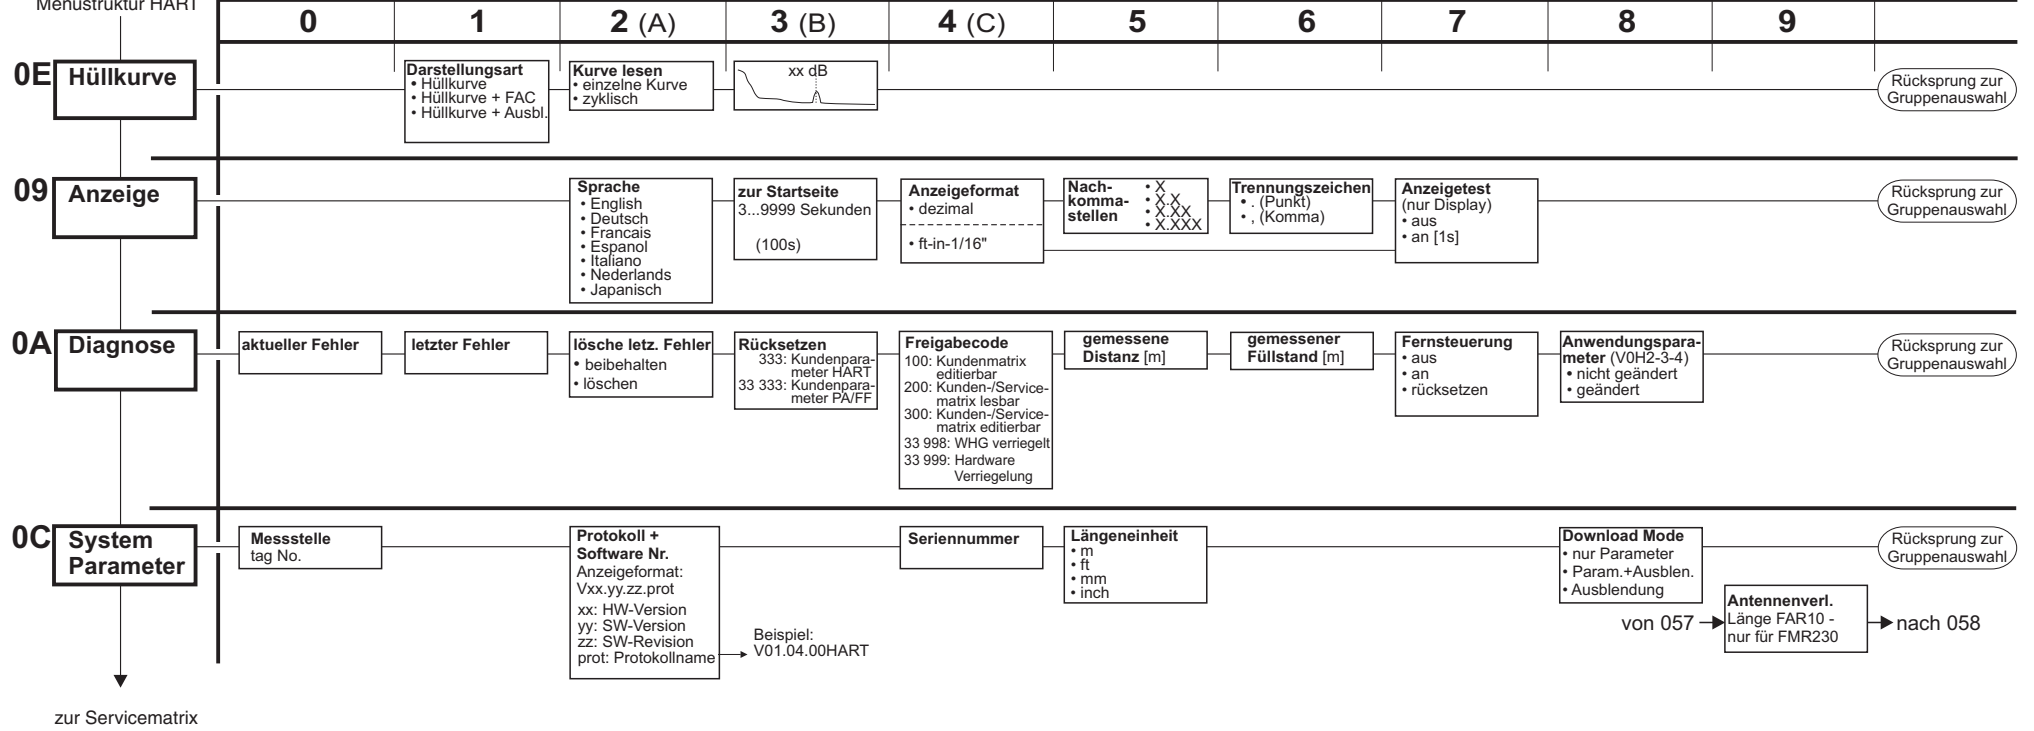 Menüstruktur HART
0
1
2 (A)
3 (B)
4 (C)
5
6
7
8
9
0E
Hüllkurve
Darstellungsart
• Hüllkurve
• Hüllkurve + FAC
• Hüllkurve + Ausbl.
Kurve lesen
• einzelne Kurve
• zyklisch
xx dB
Rücksprung zur
Gruppenauswahl
09
Anzeige
Sprache
• English
• Deutsch
• Francais
• Espanol
• Italiano
• Nederlands
• Japanisch
zur Startseite
3...9999 Sekunden
(100s)
Anzeigeformat
• dezimal
• ft-in-1/16"
Nach-
komma-
stellen
• X
• X.X
• X.XX
• X.XXX
Trennungszeichen
• . (Punkt)
• , (Komma)
Anzeigetest
(nur Display)
• aus
• an [1s]
Rücksprung zur
Gruppenauswahl
0A
Diagnose
aktueller Fehler
letzter Fehler
lösche letz. Fehler
• beibehalten
• löschen
Rücksetzen
333: Kundenpara-
meter HART
33 333: Kundenpara-
meter PA/FF
Freigabecode
100: Kundenmatrix
editierbar
200: Kunden-/Service-
matrix lesbar
300: Kunden-/Service-
matrix editierbar
33 998: WHG verriegelt
33 999: Hardware
Verriegelung
gemessene
Distanz [m]
gemessener
Füllstand [m]
Fernsteuerung
• aus
• an
• rücksetzen
Anwendungspara-
meter (V0H2-3-4)
• nicht geändert
• geändert
Rücksprung zur
Gruppenauswahl
0C
System
Parameter
Messstelle
tag No.
Protokoll +
Software Nr.
Anzeigeformat:
Vxx.yy.zz.prot
xx: HW-Version
yy: SW-Version
zz: SW-Revision
prot: Protokollname
Beispiel:
V01.04.00HART
Seriennummer
Längeneinheit
• m
• ft
• mm
• inch
Download Mode
• nur Parameter
• Param.+Ausblen.
• Ausblendung
Rücksprung zur
Gruppenauswahl
von 057
Antennenverl.
Länge FAR10 -
nur für FMR230
nach 058
zur Servicematrix